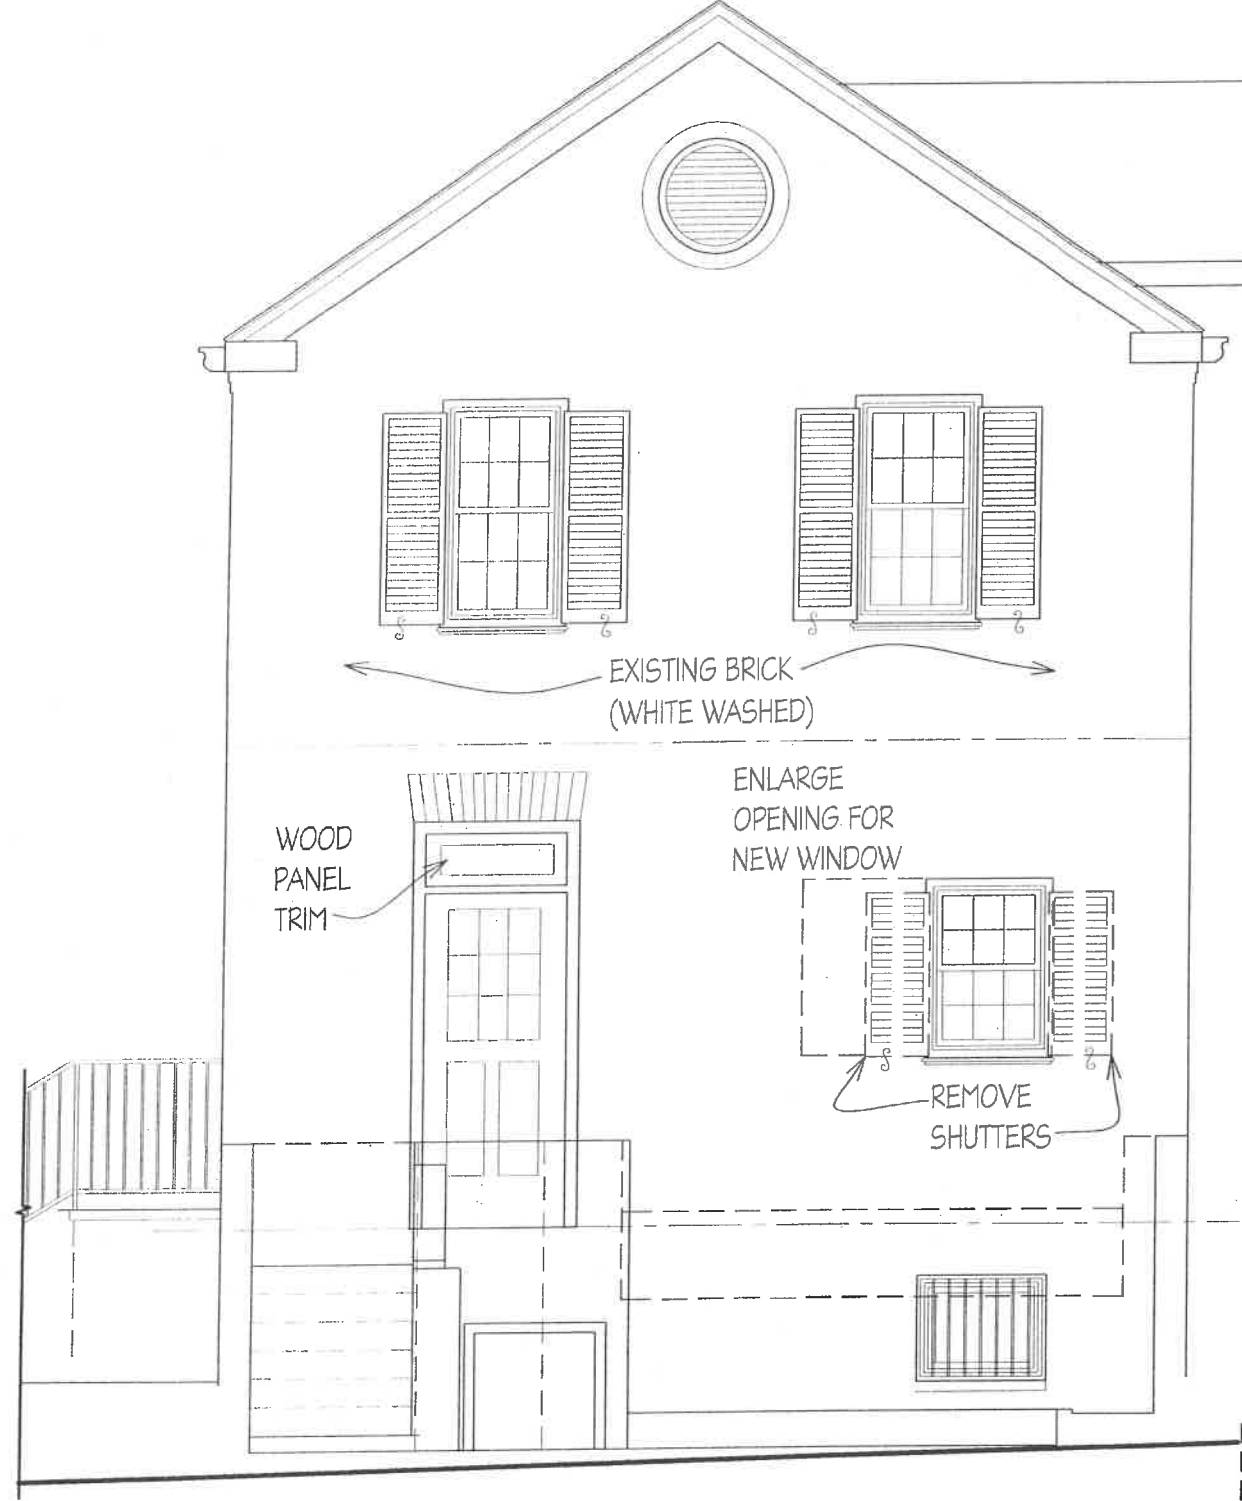 EXISTING BRICK
(WHITE WASHED)
ENLARGE
OPENING FOR
NEW WINDOW
WOOD
PANEL
TRIM
REMOVE
SHUTTERS